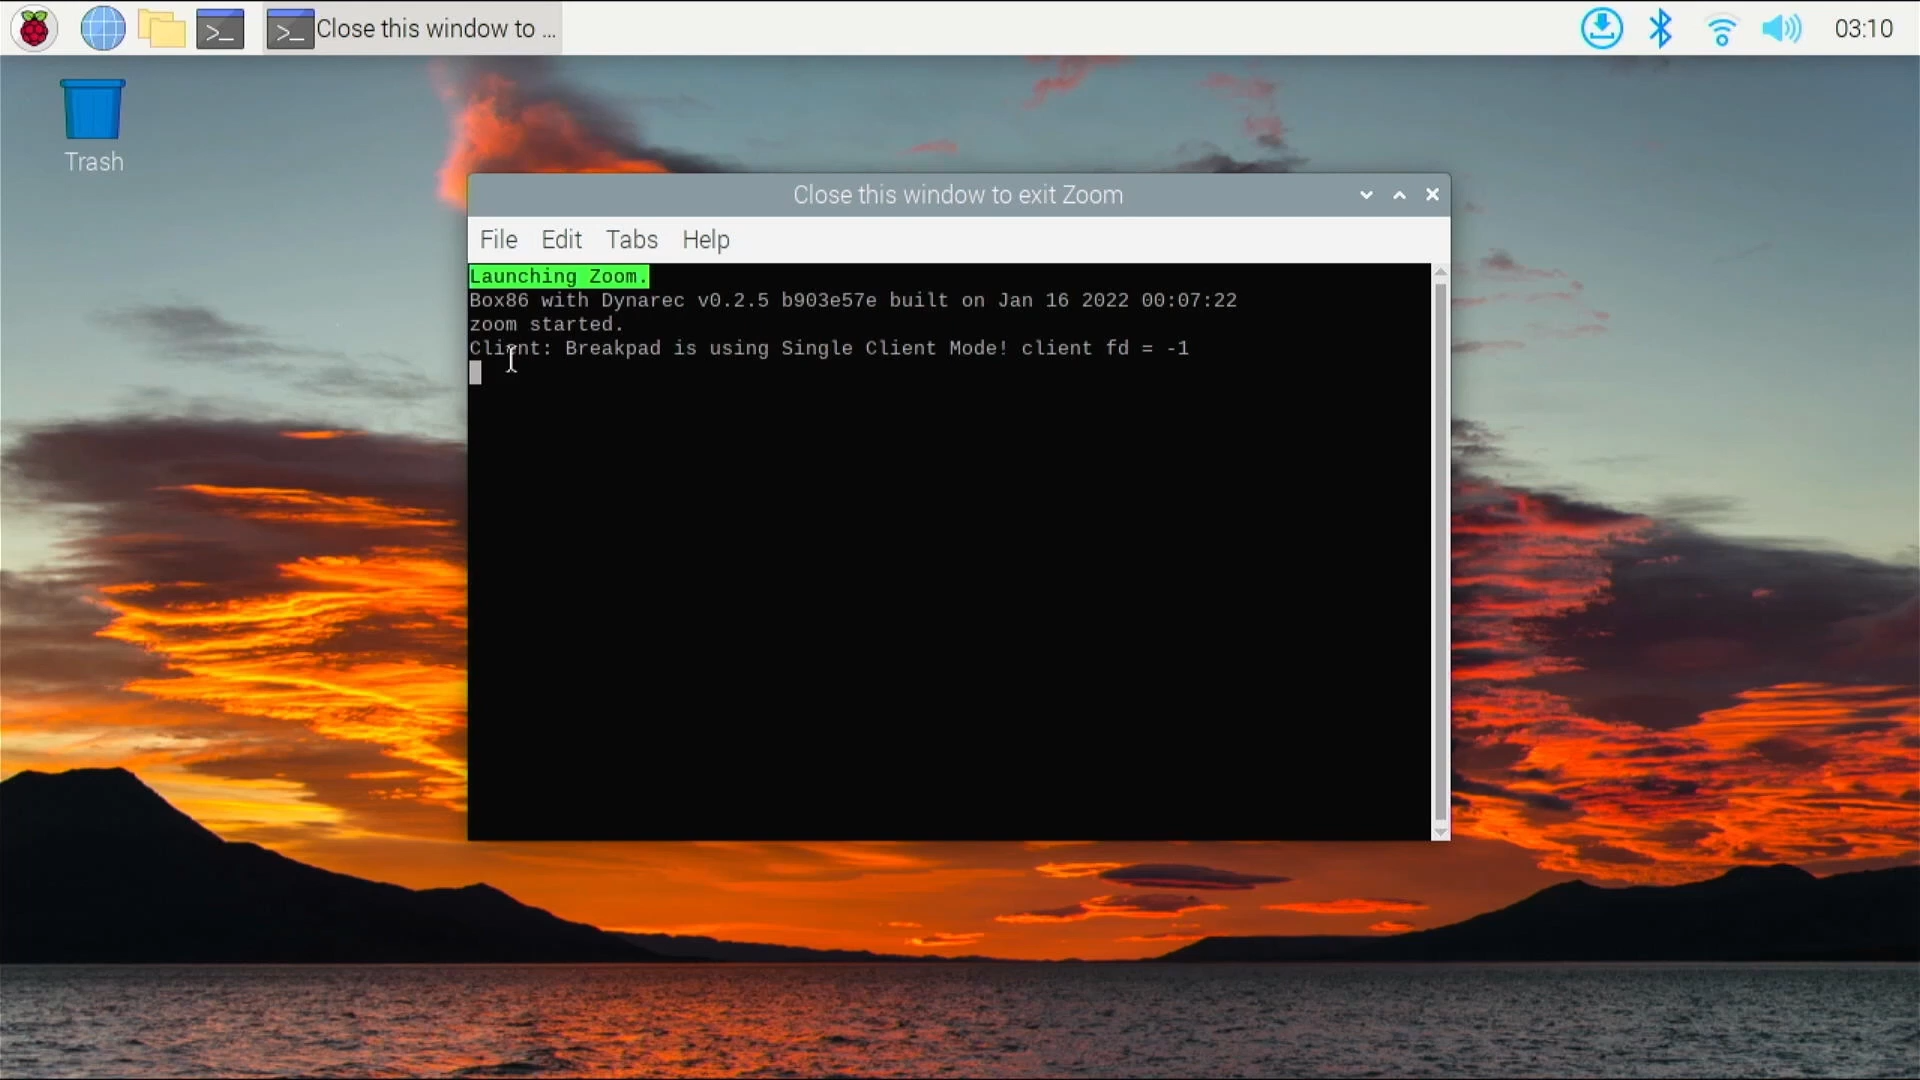 Close this window to ...
03:10
Trash
Close this window to exit Zoom
File Edit Tabs Help
Launching Zoom.
Box86 with Dynarec v0.2.5 b903e57e built on Jan 16 2022 00:07:22
zoom started.
Client: Breakpad is using Single Client Mode! client fd = -1